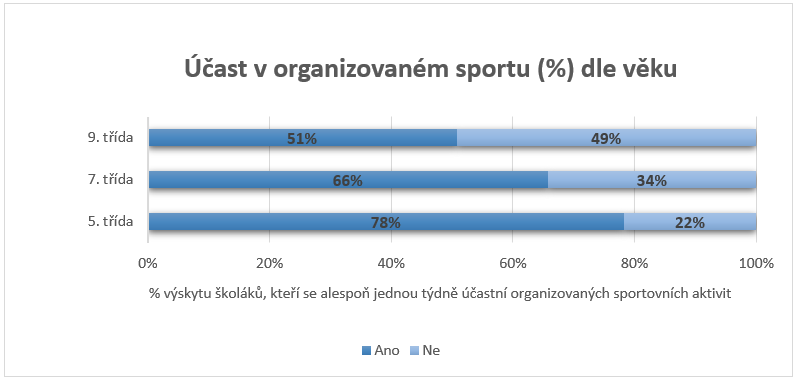 Účast v organizovaném sportu (%) dle věku
9. třída
51%
49%
7. třída
66%
34%
5. třída
78%
22%
0%
20%
40%
60%
80%
100%
% výskytu školáků, kteří se alespoň jednou týdně účastní organizovaných sportovních aktivit
Ano
Ne